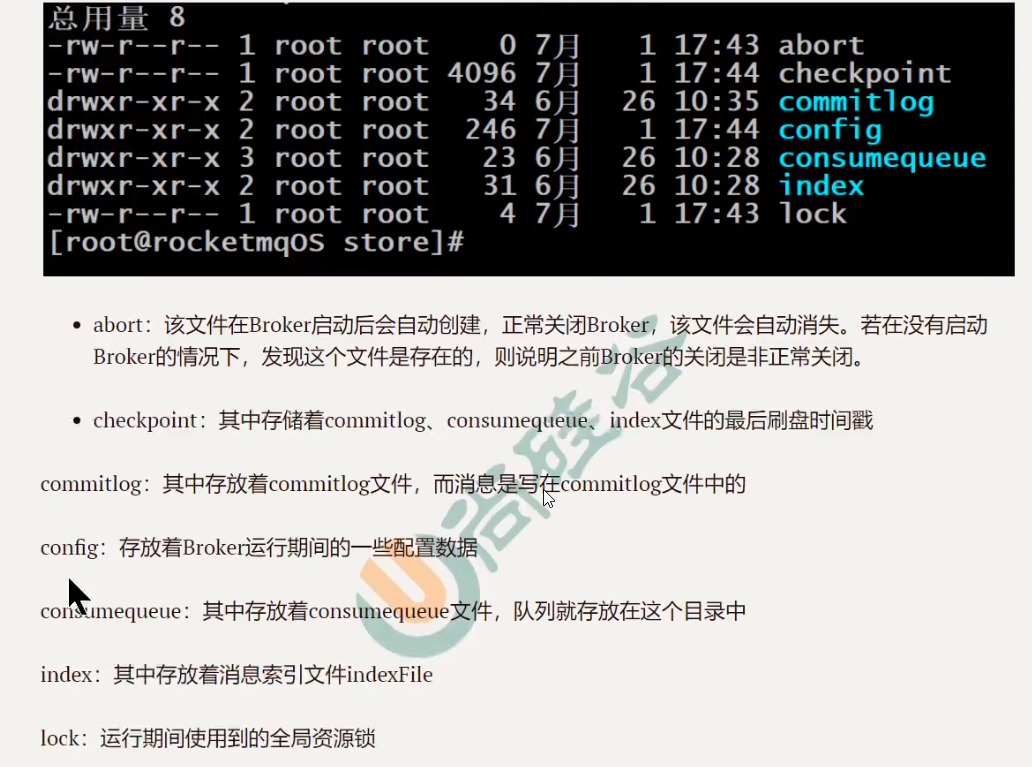 总用量 8
-rw-r--r-- 1 root root 0 7月 1 17:43 abort
-rw-r--r-- 1 root root 4096 7月 1 17:44 checkpoint
drwxr-xr-x 2 root root 34 6月 26 10:35 commitlog
drwxr-xr-x 2 root root 246 7月 1 17:44 config
drwxr-xr-x 3 root root 23 6月 26 10:28 consumequeue
drwxr-xr-x 2 root root 31 6月 26 10:28 index
-rw-r--r-- 1 root root 4 7月 1 17:43 lock
[root@rocketmqOS store]#
• abort：该文件在Broker启动后会自动创建，正常关闭Broker，该文件会自动消失。若在没有启动
Broker的情况下，发现这个文件是存在的，则说明之前Broker的关闭是非正常关闭。
• checkpoint：其中存储着commitlog、consumequeue、index文件的最后刷盘时间戳
commitlog：其中存放着commitlog文件，而消息是写在commitlog文件中的
config：存放着Broker运行期间的一些配置数据
consumequeue：其中存放着consumequeue文件，队列就存放在这个目录中
index：其中存放着消息索引文件indexFile
lock：运行期间使用到的全局资源锁
尚硅谷